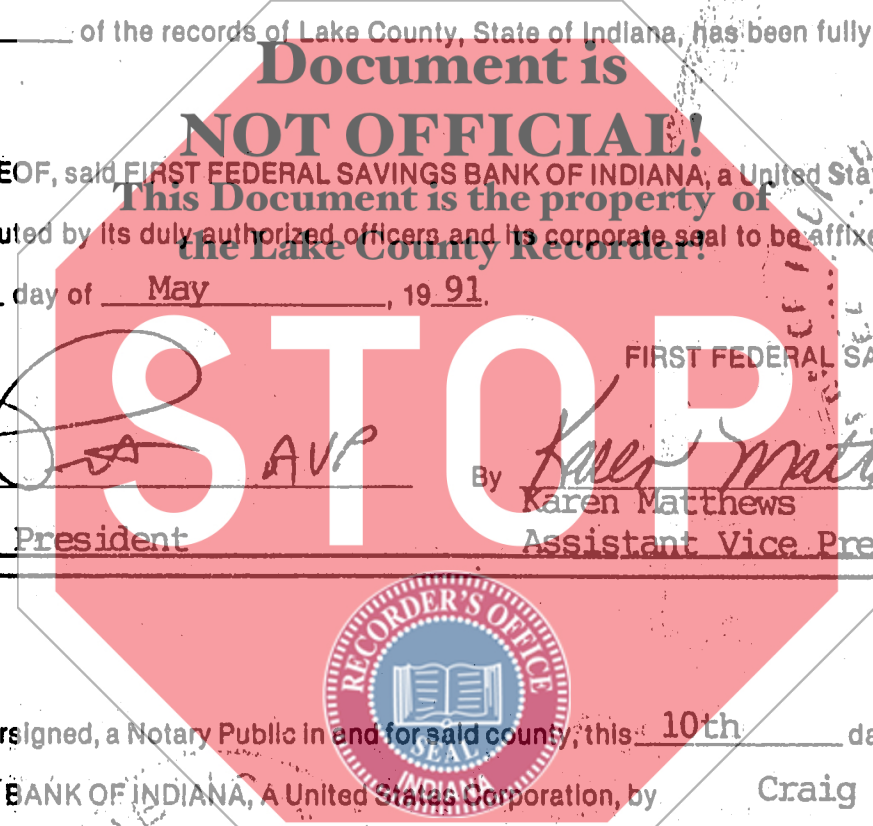 of the records of Lake County, State of Indiana, has been fully
Document is
NOT OFFICIAL!
EOF, said FIRST FEDERAL SAVINGS BANK OF INDIANA, a United Sta
This Document is the property of
uted by its duly authorized officers and its corporate seal to be affixe
the Lake County Recorder!
day of May, 19 91.
STOP
FIRST FEDERAL SA
AVP
By Karen Matt
Karen Matthews
President
Assistant Vice Pre
RECORDER'S OFFICE
SEAL
INDIANA
rsigned, a Notary Public in and for said county, this 10th da
BANK OF INDIANA, A United States Corporation, by Craig